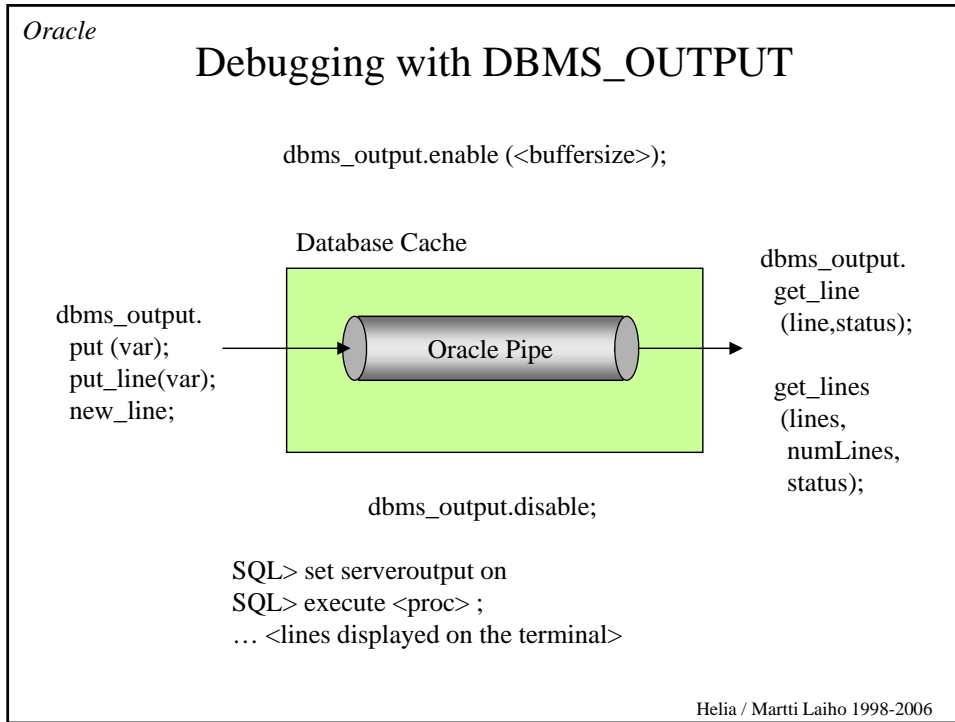 Oracle
Debugging with DBMS_OUTPUT
dbms_output.enable (<buffersize>);
Database Cache
dbms_output.
put (var);
put_line(var);
new_line;
Oracle Pipe
dbms_output.
get_line
(line,status);
get_lines
(lines,
numLines,
status);
dbms_output.disable;
SQL> set serveroutput on
SQL> execute <proc> ;
… <lines displayed on the terminal>
Helia / Martti Laiho 1998-2006